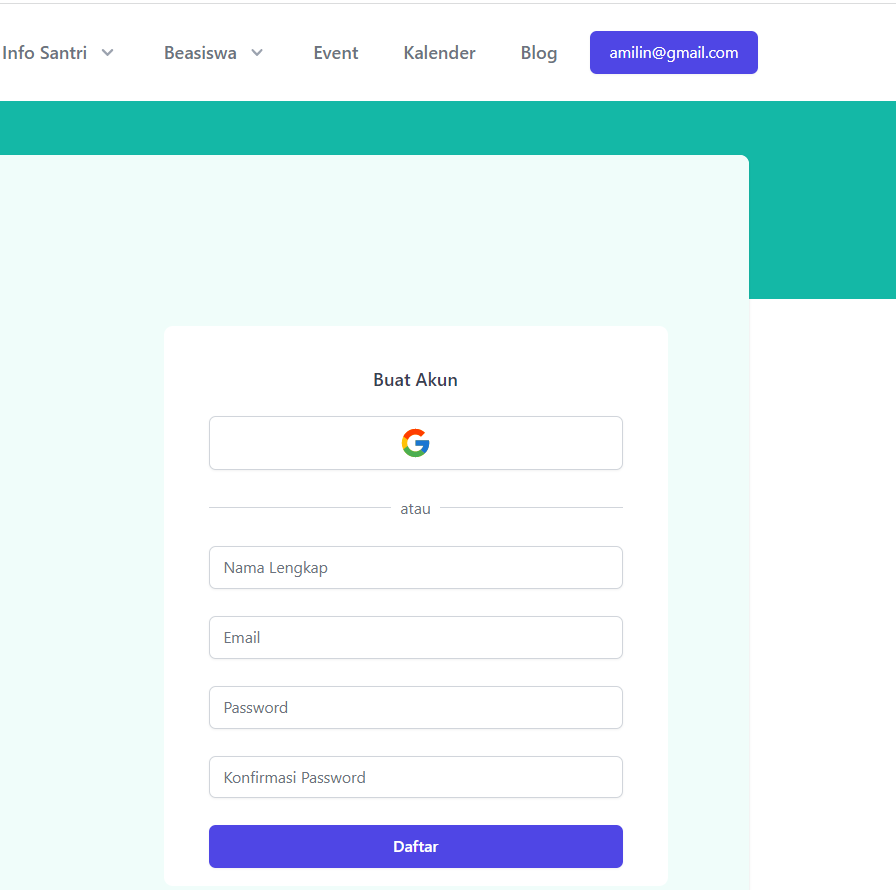 Info Santri Beasiswa Event Kalender Blog amilin@gmail.com
Buat Akun
atau
Nama Lengkap
Email
Password
Konfirmasi Password
Daftar